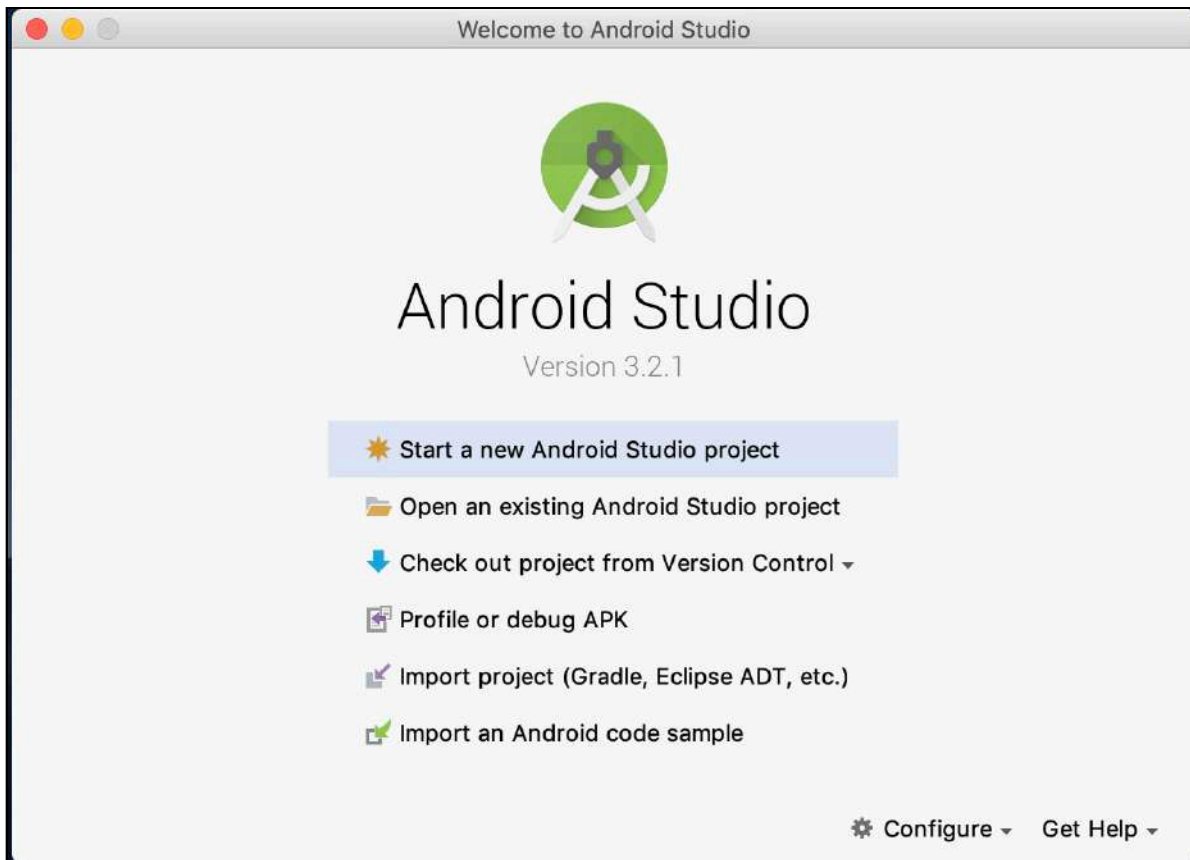 Welcome to Android Studio
Android Studio
Version 3.2.1
Start a new Android Studio project
Open an existing Android Studio project
Check out project from Version Control
Profile or debug APK
Import project (Gradle, Eclipse ADT, etc.)
Import an Android code sample
Configure Get Help